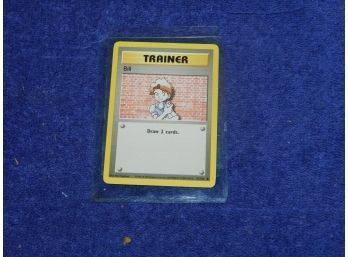 TRAINER
Bill
Draw 2 cards.